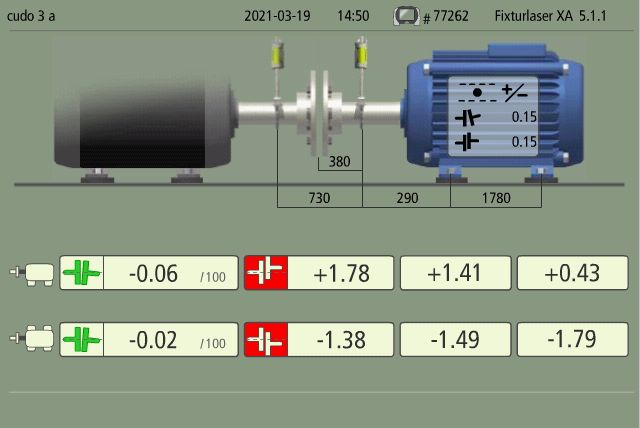 cudo 3 a 2021-03-19 14:50 # 77262 Fixturlaser XA 5.1.1
+/−
0.15
0.15
380
730 290 1780
-0.06 /100 +1.78 +1.41 +0.43
-0.02 /100 -1.38 -1.49 -1.79